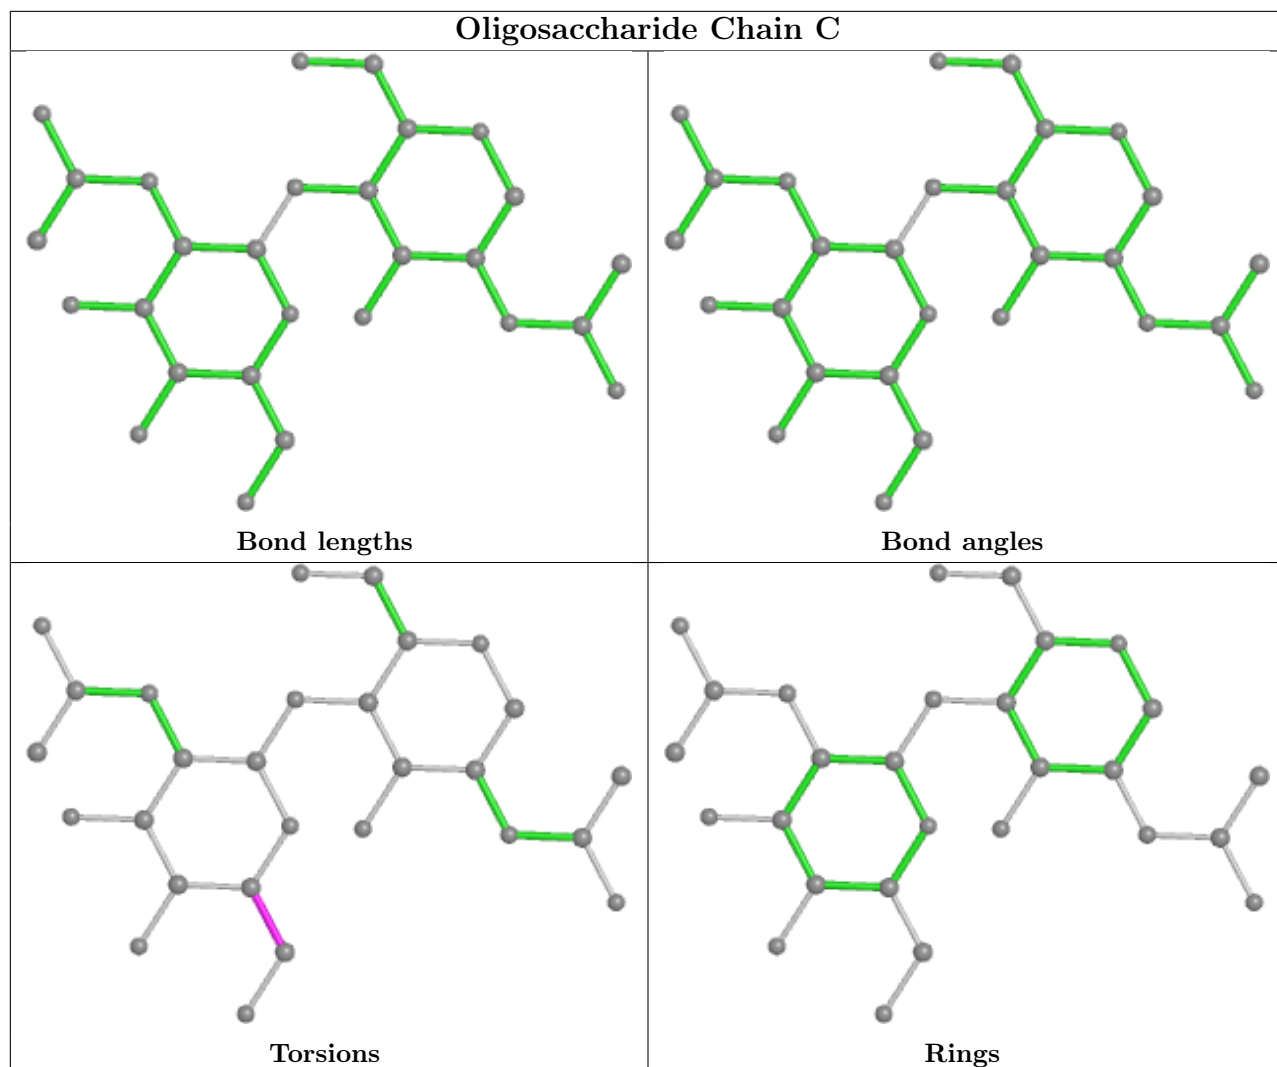 Oligosaccharide Chain C
Bond lengths
Bond angles
Torsions
Rings